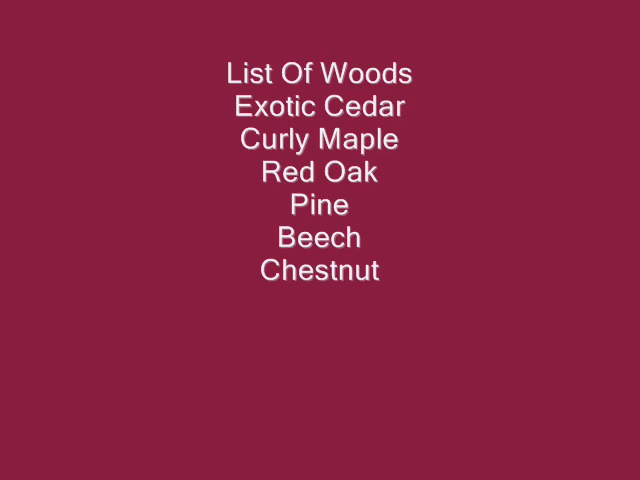 List Of Woods
Exotic Cedar
Curly Maple
Red Oak
Pine
Beech
Chestnut